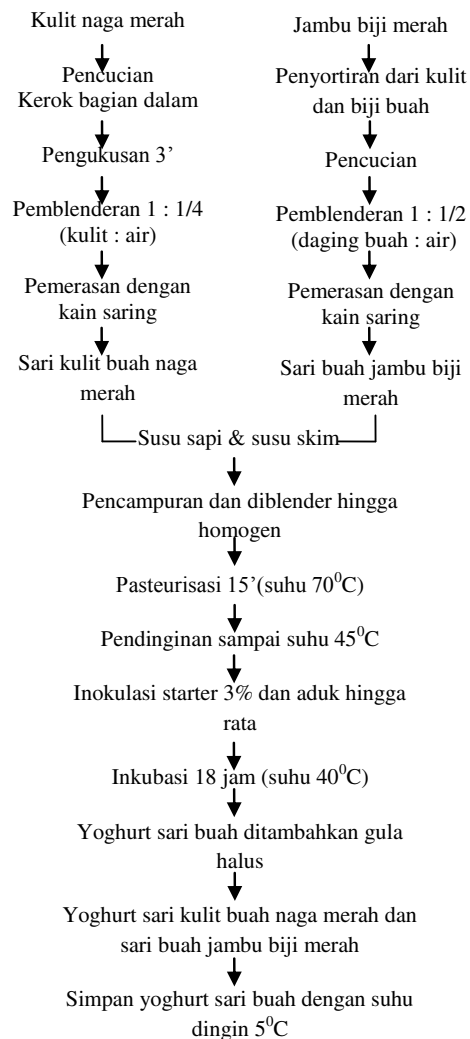 Kulit naga merah
Pencucian
Kerok bagian dalam
Pengukusan 3’
Pemblenderan 1 : 1/4
(kulit : air)
Pemerasan dengan
kain saring
Sari kulit buah naga
merah
Jambu biji merah
Penyortiran dari kulit
dan biji buah
Pencucian
Pemblenderan 1 : 1/2
(daging buah : air)
Pemerasan dengan
kain saring
Sari buah jambu biji
merah
Susu sapi & susu skim
Pencampuran dan diblender hingga
homogen
Pasteurisasi 15’(suhu 70⁰C)
Pendinginan sampai suhu 45⁰C
Inokulasi starter 3% dan aduk hingga
rata
Inkubasi 18 jam (suhu 40⁰C)
Yoghurt sari buah ditambahkan gula
halus
Yoghurt sari kulit buah naga merah dan
sari buah jambu biji merah
Simpan yoghurt sari buah dengan suhu
dingin 5⁰C